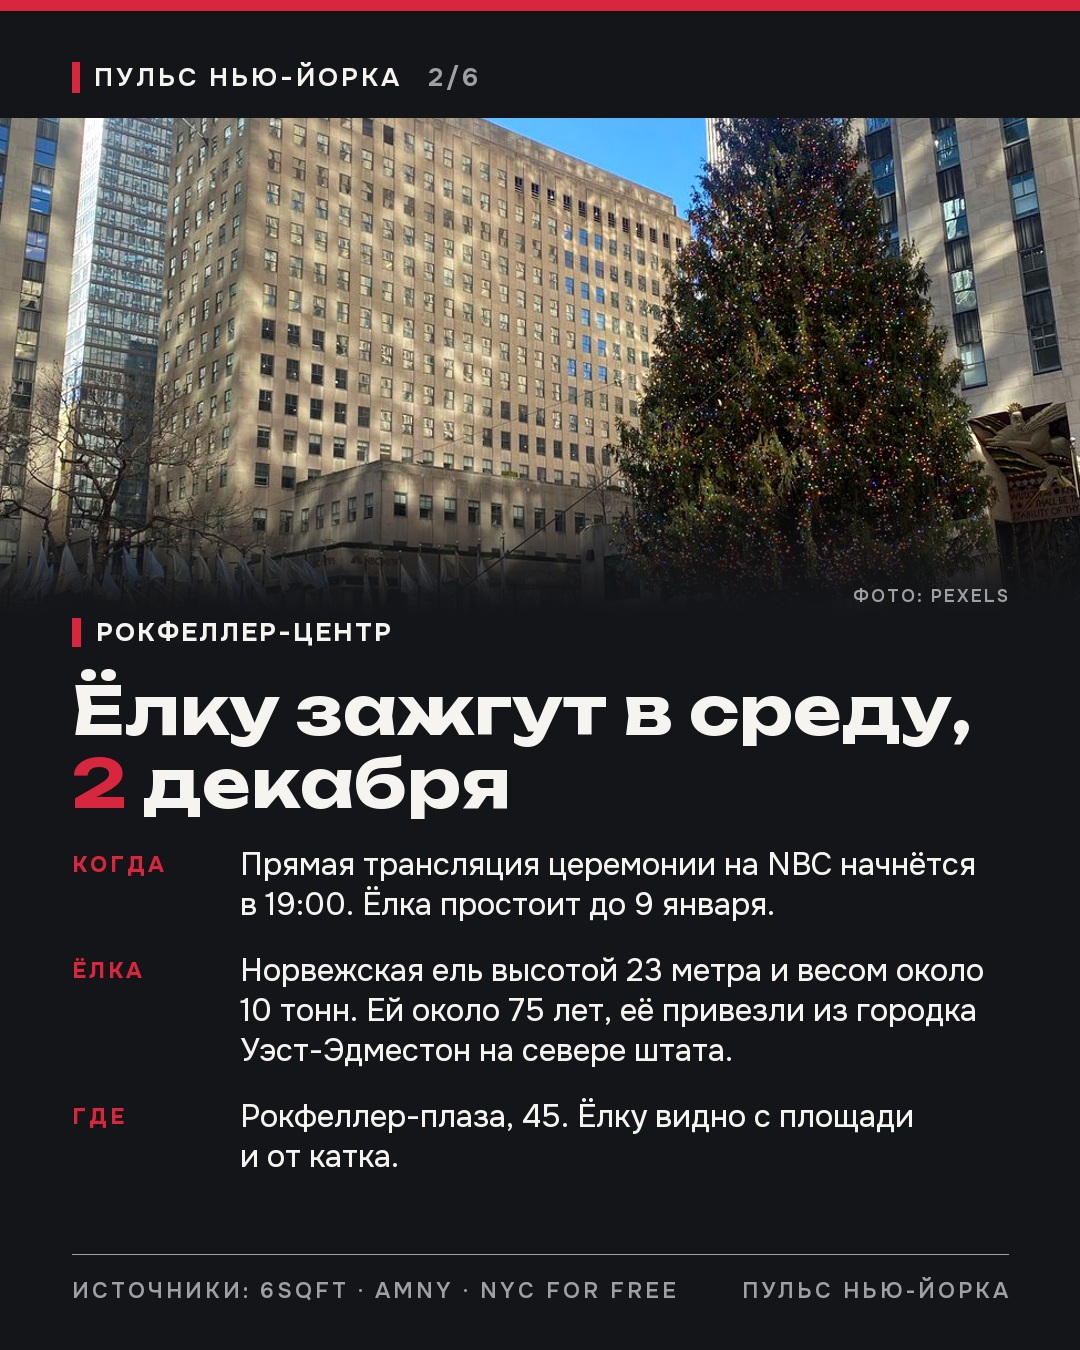 ПУЛЬС НЬЮ-ЙОРКА 2/6
ФОТО: PEXELS
РОКФЕЛЛЕР-ЦЕНТР
Ёлку зажгут в среду,
2 декабря
КОГДА
Прямая трансляция церемонии на NBC начнётся
в 19:00. Ёлка простоит до 9 января.
ЁЛКА
Норвежская ель высотой 23 метра и весом около
10 тонн. Ей около 75 лет, её привезли из городка
Уэст-Эдместон на севере штата.
ГДЕ
Рокфеллер-плаза, 45. Ёлку видно с площади
и от катка.
ИСТОЧНИКИ: 6SQFT · AMNY · NYC FOR FREE
ПУЛЬС НЬЮ-ЙОРКА